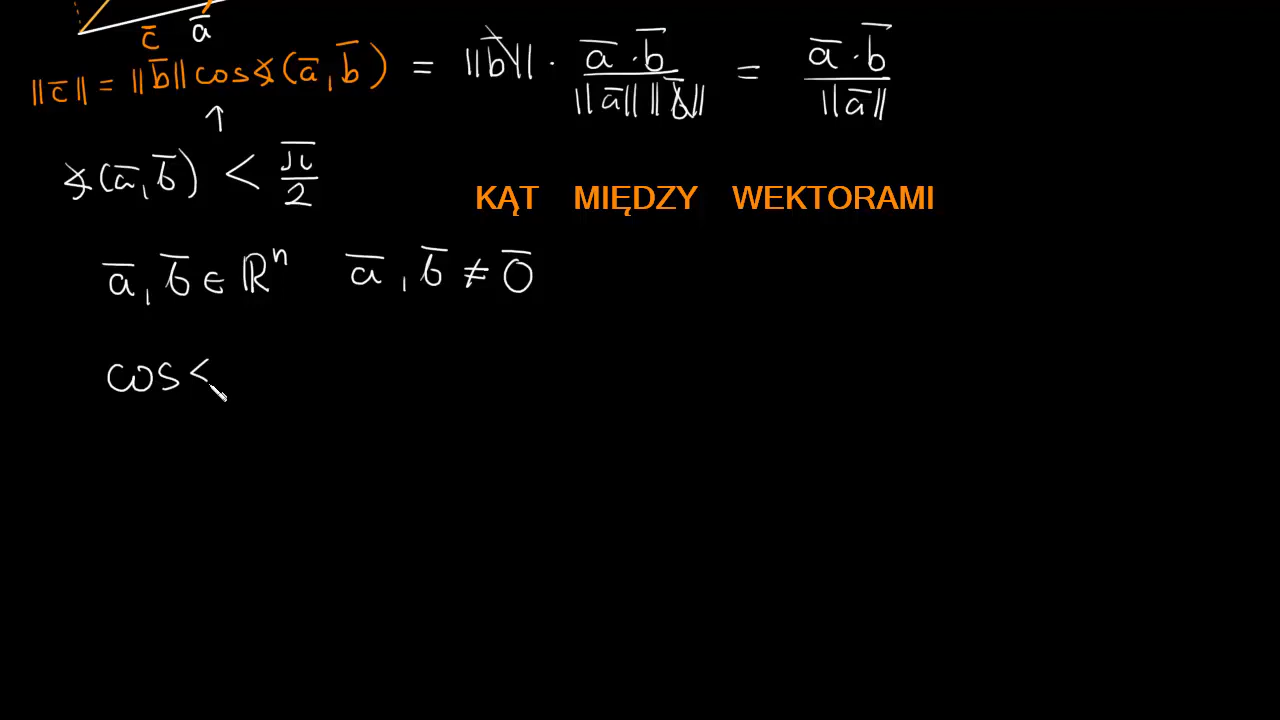 c̄ ā
||c̄|| = ||b̄|| cos∡(ā, b̄) = ||b̄|| · ā · b̄ / ||ā|| ||b̄|| = ā · b̄ / ||ā||
↑
∡(ā, b̄) < π/2
KĄT MIĘDZY WEKTORAMI
ā, b̄ ∈ ℝⁿ ā, b̄ ≠ 0̄
cos <